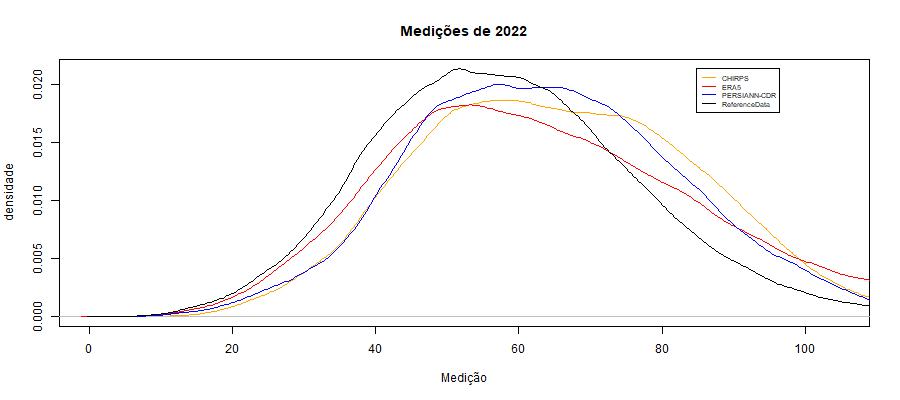 Medições de 2022
CHIRPS
ERA5
PERSIANN-CDR
ReferenceData
densidade
0.020
0.015
0.010
0.005
0.000
0 20 40 60 80 100
Medição